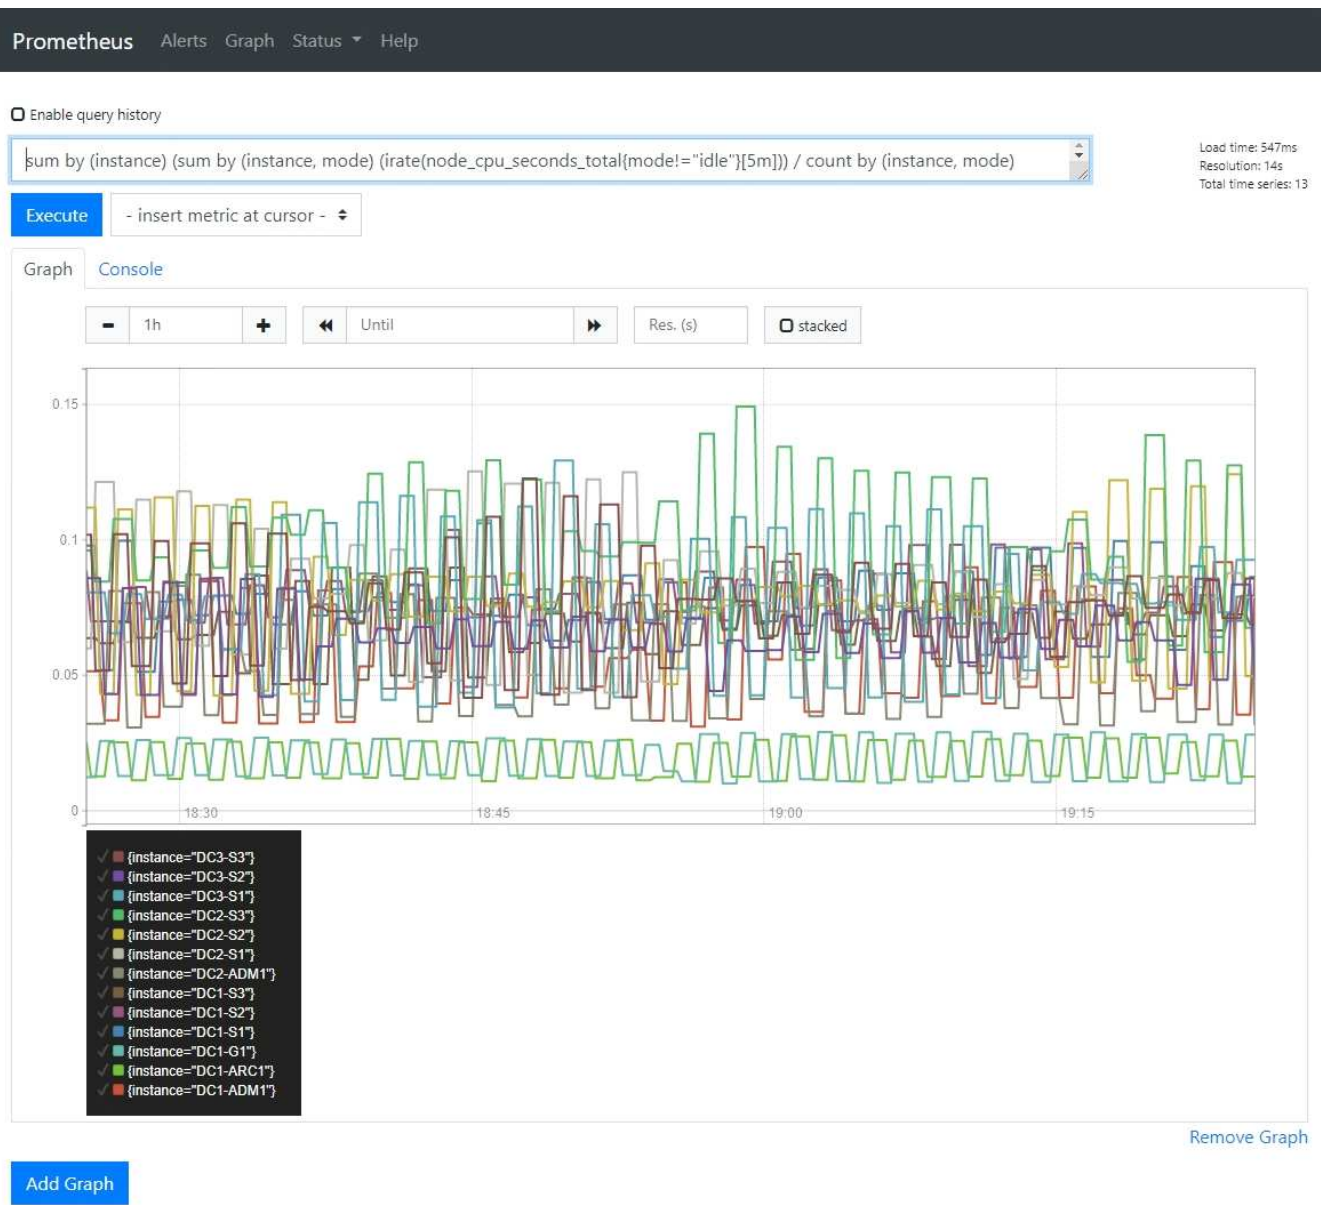 Prometheus Alerts Graph Status Help
Enable query history
sum by (instance) (sum by (instance, mode) (irate(node_cpu_seconds_total{mode!="idle"}[5m])) / count by (instance, mode)
Load time: 547ms
Resolution: 14s
Total time series: 13
Execute - insert metric at cursor -
Graph Console
1h Until Res. (s) stacked
0.15
0.1
0.05
0
18:30 18:45 19:00 19:15
{instance="DC3-S3"}
{instance="DC3-S2"}
{instance="DC3-S1"}
{instance="DC2-S3"}
{instance="DC2-S2"}
{instance="DC2-S1"}
{instance="DC2-ADM1"}
{instance="DC1-S3"}
{instance="DC1-S2"}
{instance="DC1-S1"}
{instance="DC1-G1"}
{instance="DC1-ARC1"}
{instance="DC1-ADM1"}
Remove Graph
Add Graph